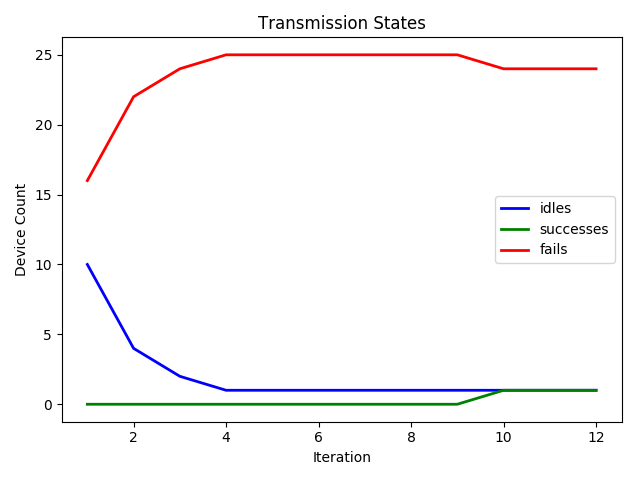 Transmission States
25
20
15
10
5
0
Device Count
idles
successes
fails
2 4 6 8 10 12
Iteration